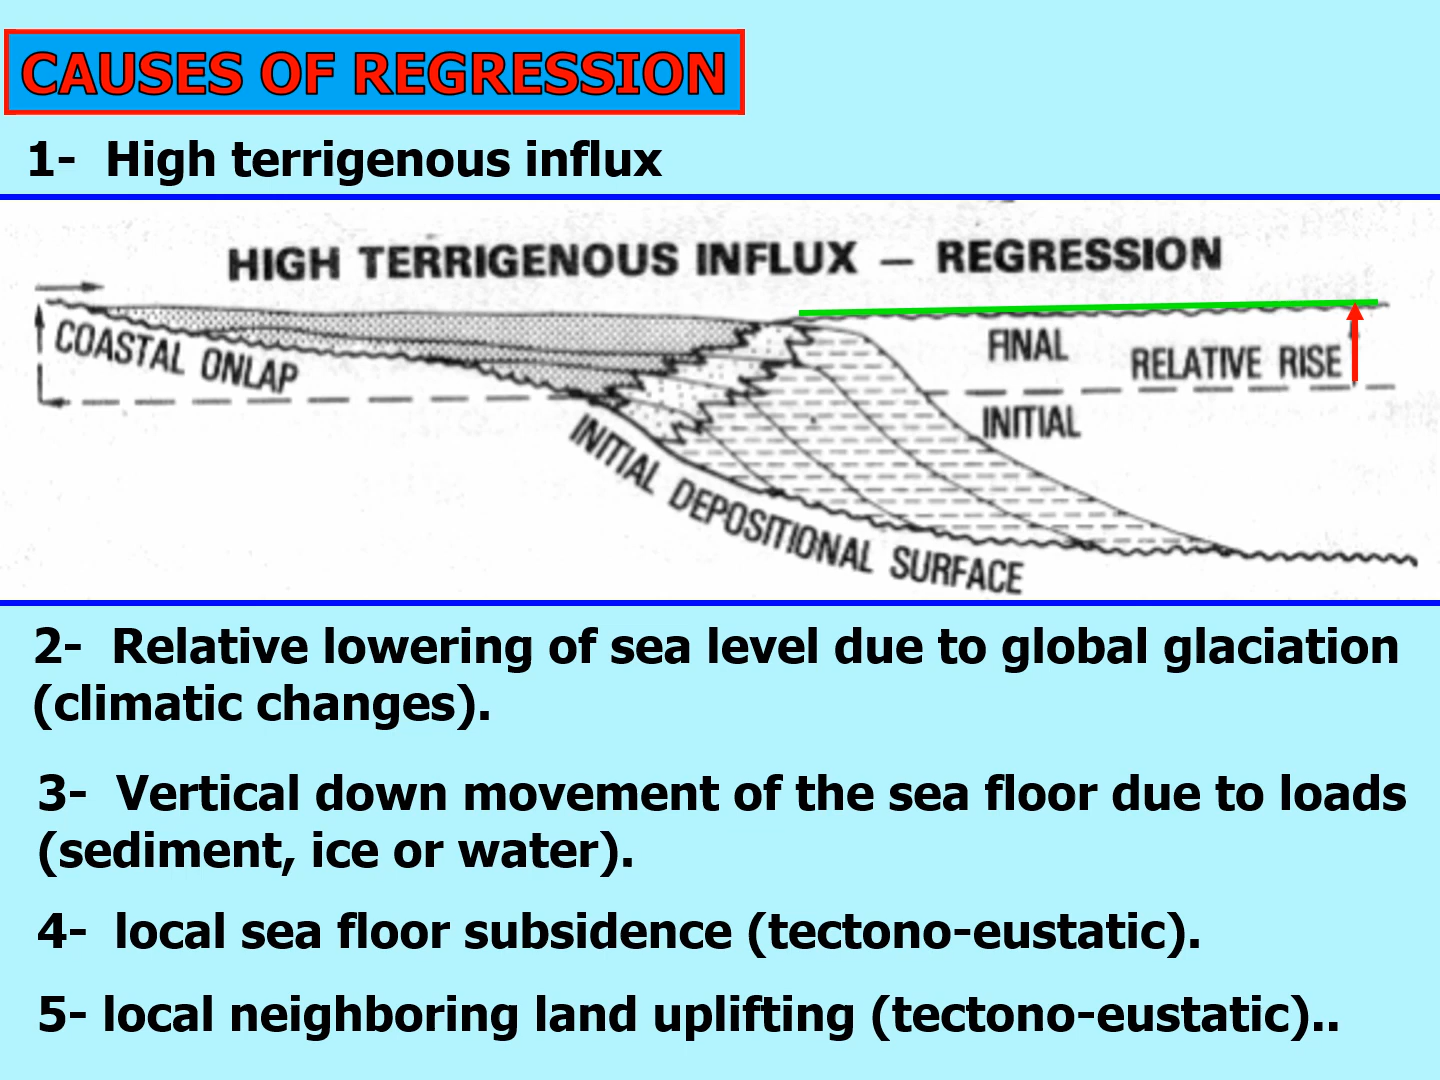 CAUSES OF REGRESSION
1- High terrigenous influx
HIGH TERRIGENOUS INFLUX — REGRESSION
COASTAL ONLAP
FINAL
RELATIVE RISE
INITIAL
INITIAL DEPOSITIONAL SURFACE
2- Relative lowering of sea level due to global glaciation
(climatic changes).
3- Vertical down movement of the sea floor due to loads
(sediment, ice or water).
4- local sea floor subsidence (tectono-eustatic).
5- local neighboring land uplifting (tectono-eustatic)..